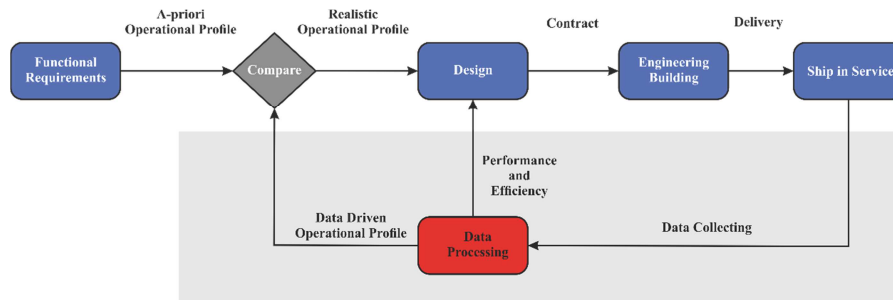 A-priori
Operational Profile
Realistic
Operational Profile
Contract
Delivery
Functional
Requirements
Compare
Design
Engineering
Building
Ship in Service
Performance
and
Efficiency
Data Driven
Operational Profile
Data
Processing
Data Collecting